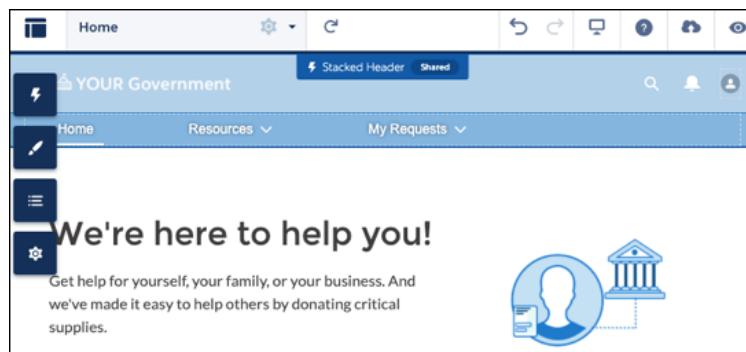 Home
Stacked Header Shared
YOUR Government
Home Resources My Requests
We're here to help you!
Get help for yourself, your family, or your business. And
we've made it easy to help others by donating critical
supplies.